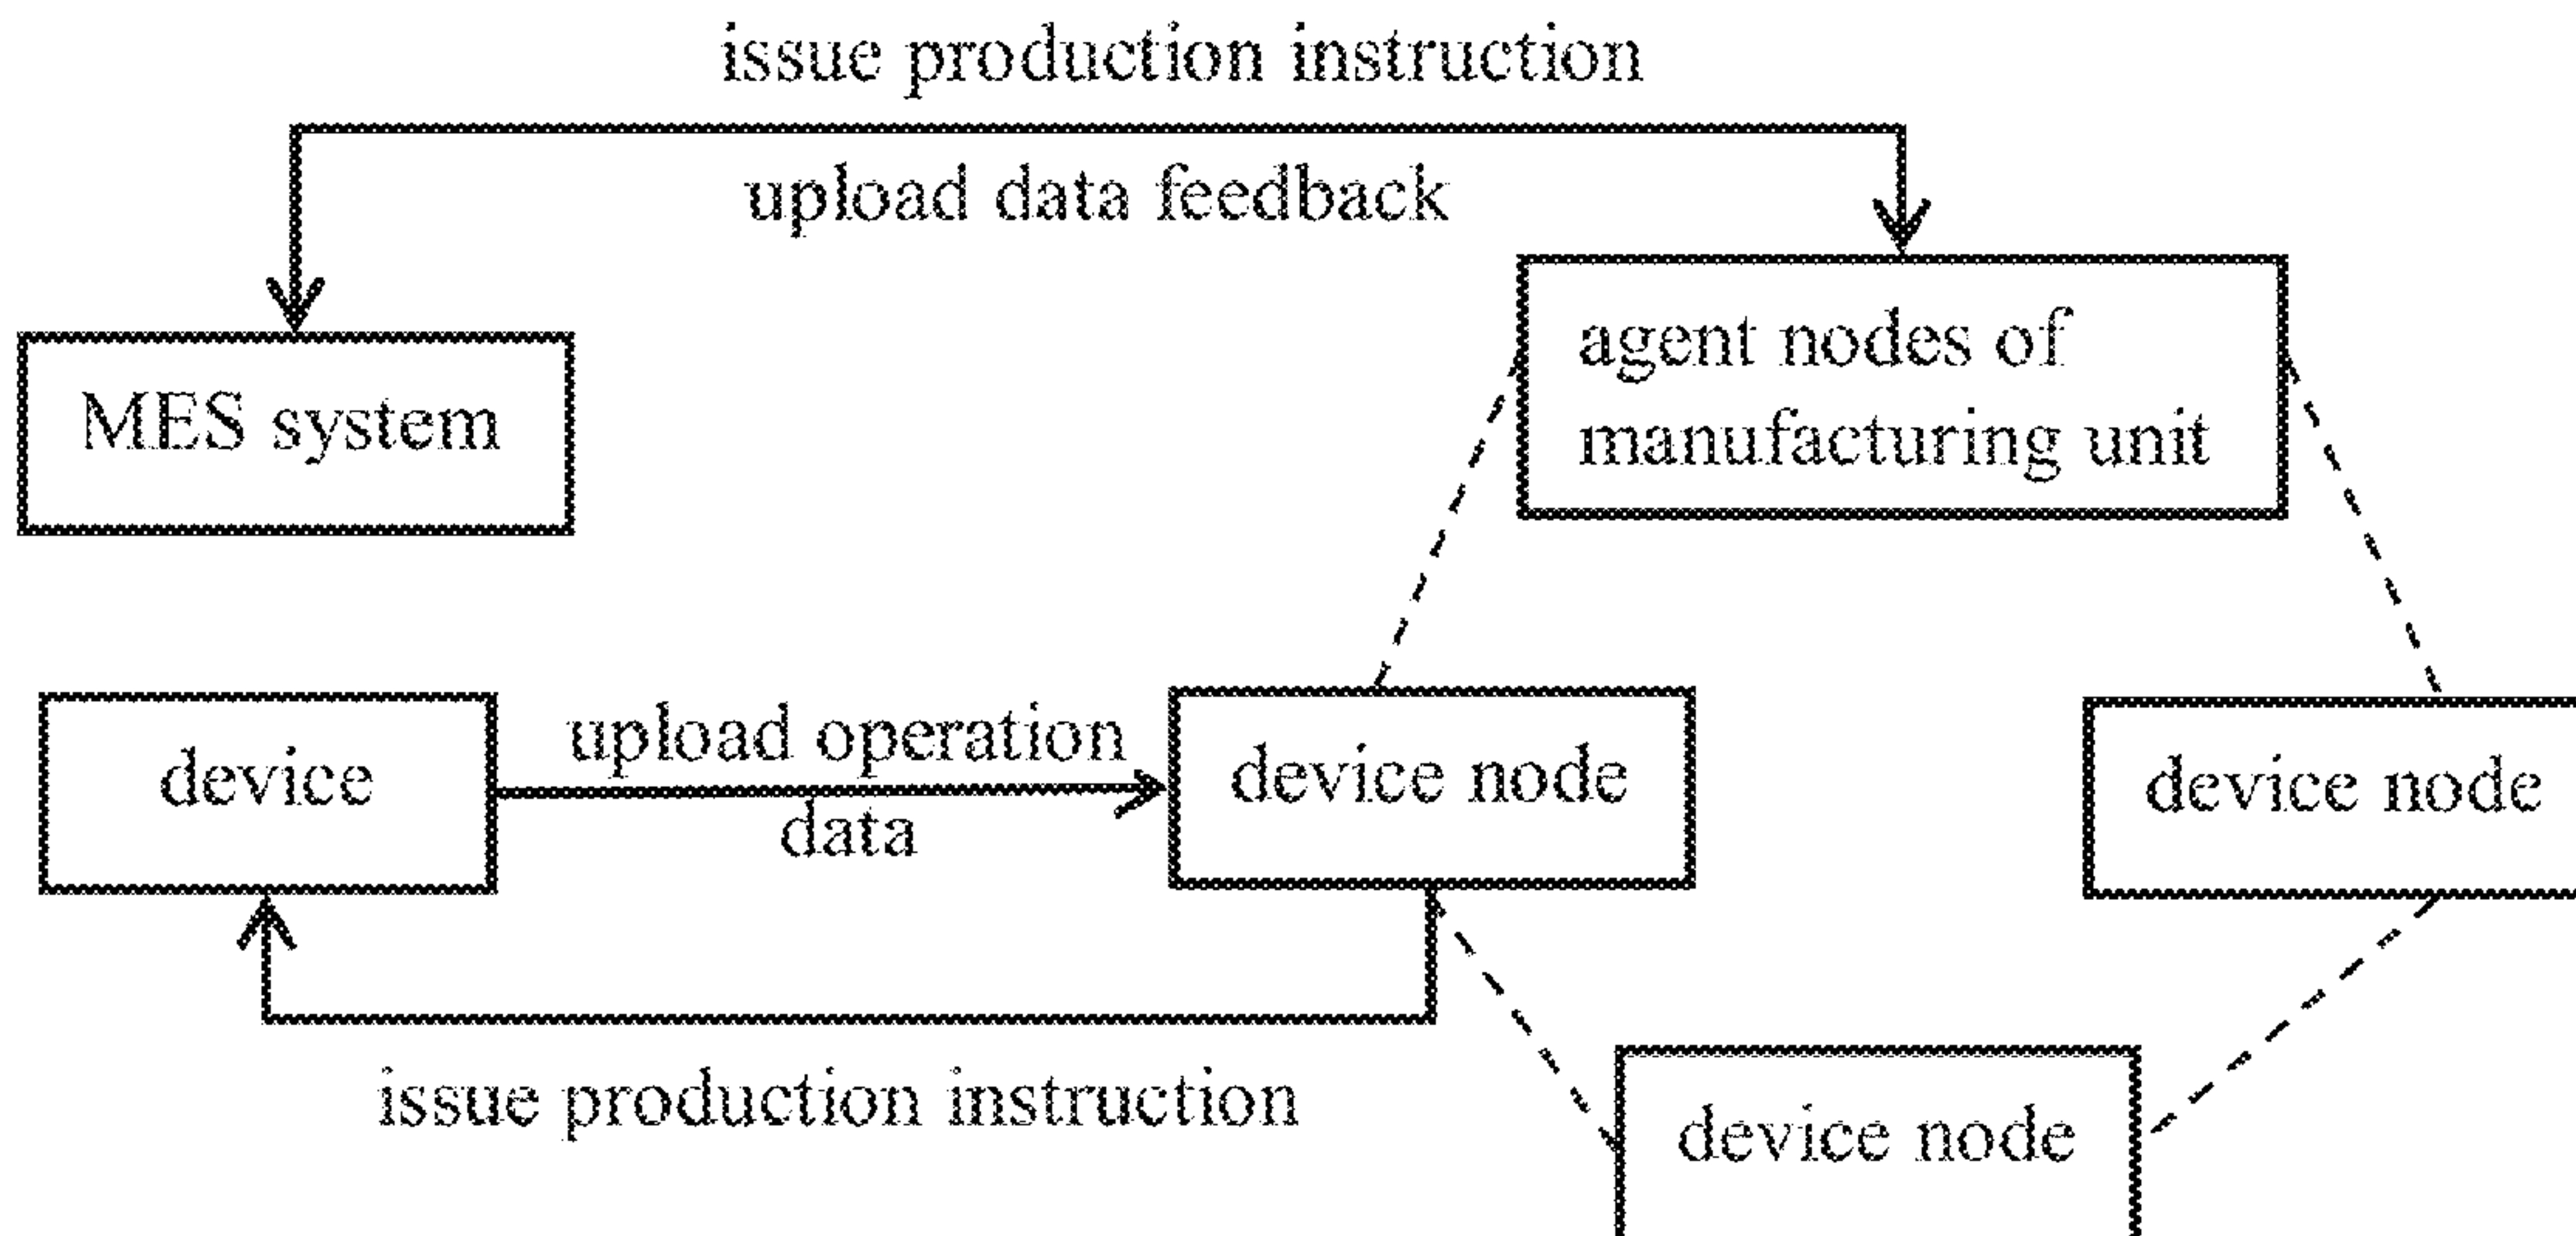 issue production instruction
upload data feedback
agent nodes of
manufacturing unit
MES system
device
upload operation
data
device node
device node
issue production instruction
device node